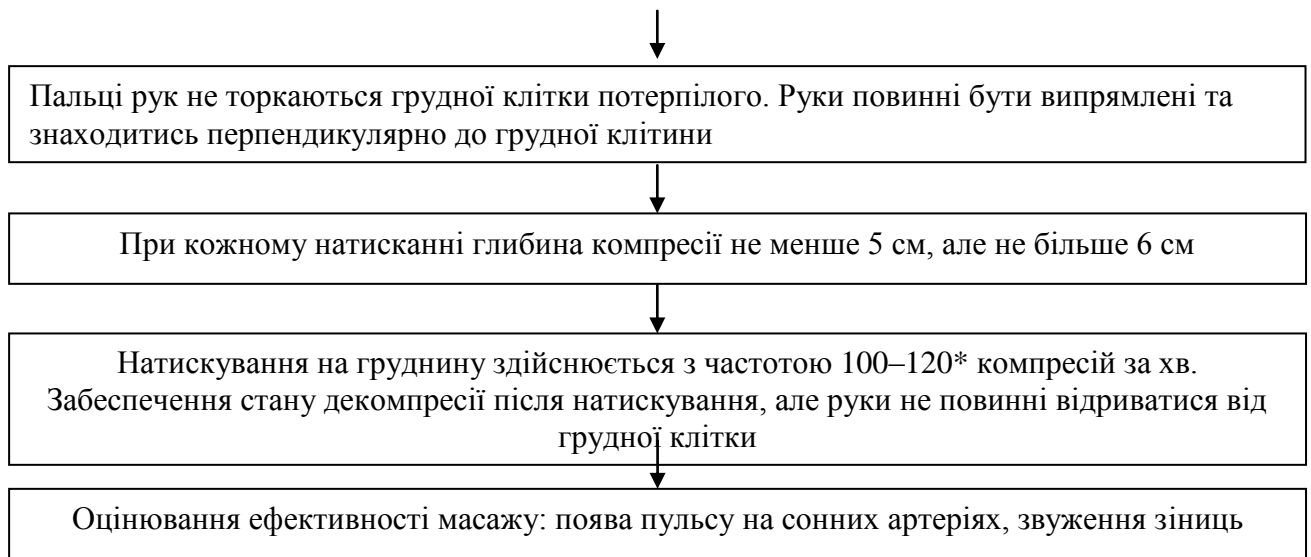 Пальці рук не торкаються грудної клітки потерпілого. Руки повинні бути випрямлені та
знаходитись перпендикулярно до грудної клітини
При кожному натисканні глибина компресії не менше 5 см, але не більше 6 см
Натискування на груднину здійснюється з частотою 100–120* компресій за хв.
Забеспечення стану декомпресії після натискування, але руки не повинні відриватися від
грудної клітки
Оцінювання ефективності масажу: поява пульсу на сонних артеріях, звуження зіниць